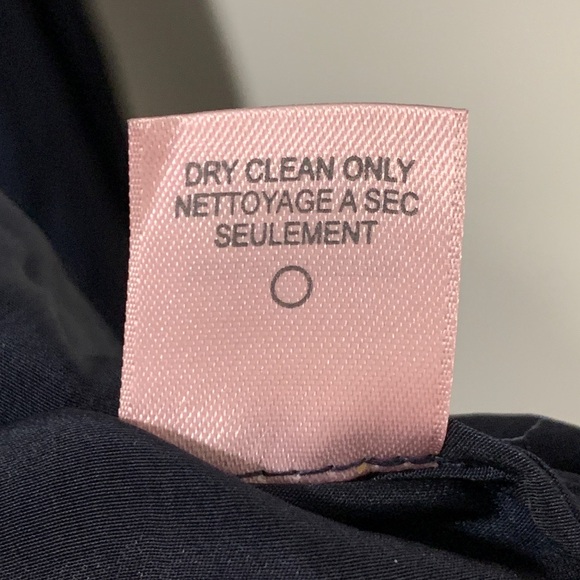 DRY CLEAN ONLY
NETTOYAGE A SEC
SEULEMENT